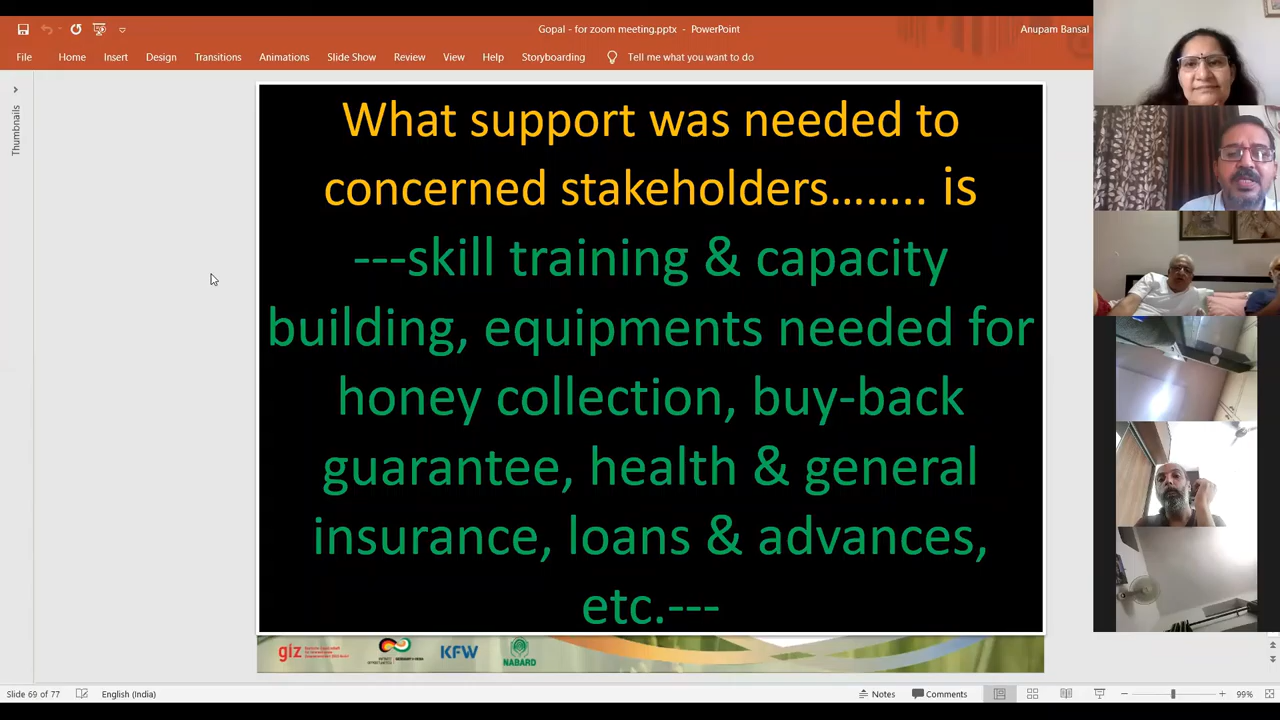 Gopal - for zoom meeting.pptx - PowerPoint
Anupam Bansal
File Home Insert Design Transitions Animations Slide Show Review View Help Storyboarding Tell me what you want to do
Thumbnails
What support was needed to
concerned stakeholders…….. is
---skill training & capacity
building, equipments needed for
honey collection, buy-back
guarantee, health & general
insurance, loans & advances,
etc.---
giz
KFW
NABARD
Slide 69 of 77 English (India) Notes Comments 99%